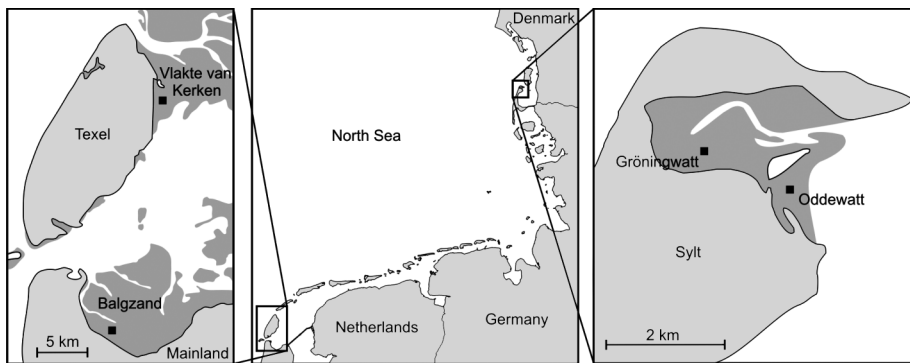 Vlakte van
Kerken
Texel
Balgzand
5 km
Mainland
Denmark
North Sea
Netherlands
Germany
Gröningwatt
Oddewatt
Sylt
2 km